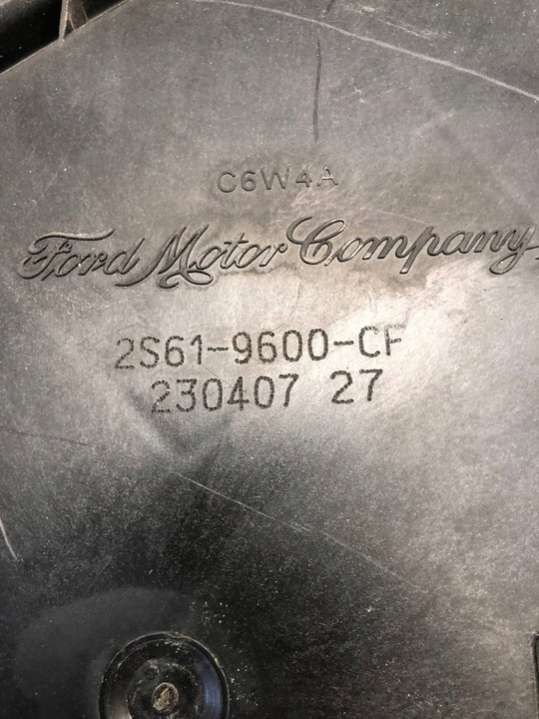 C6W4A
Ford Motor Company
2S61-9600-CF
230407 27